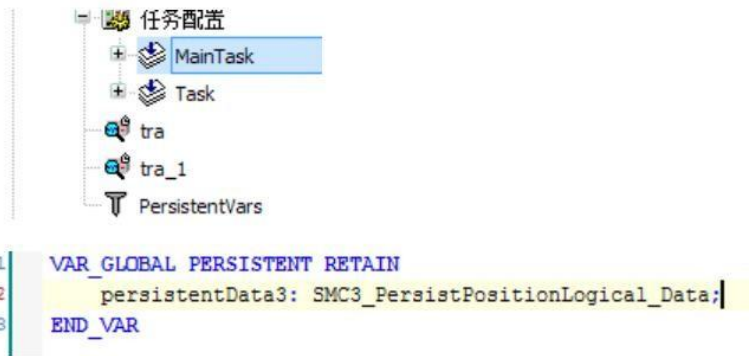 任务配置
MainTask
Task
tra
tra_1
PersistentVars
1 VAR_GLOBAL PERSISTENT RETAIN
2 persistentData3: SMC3_PersistPositionLogical_Data;
3 END_VAR